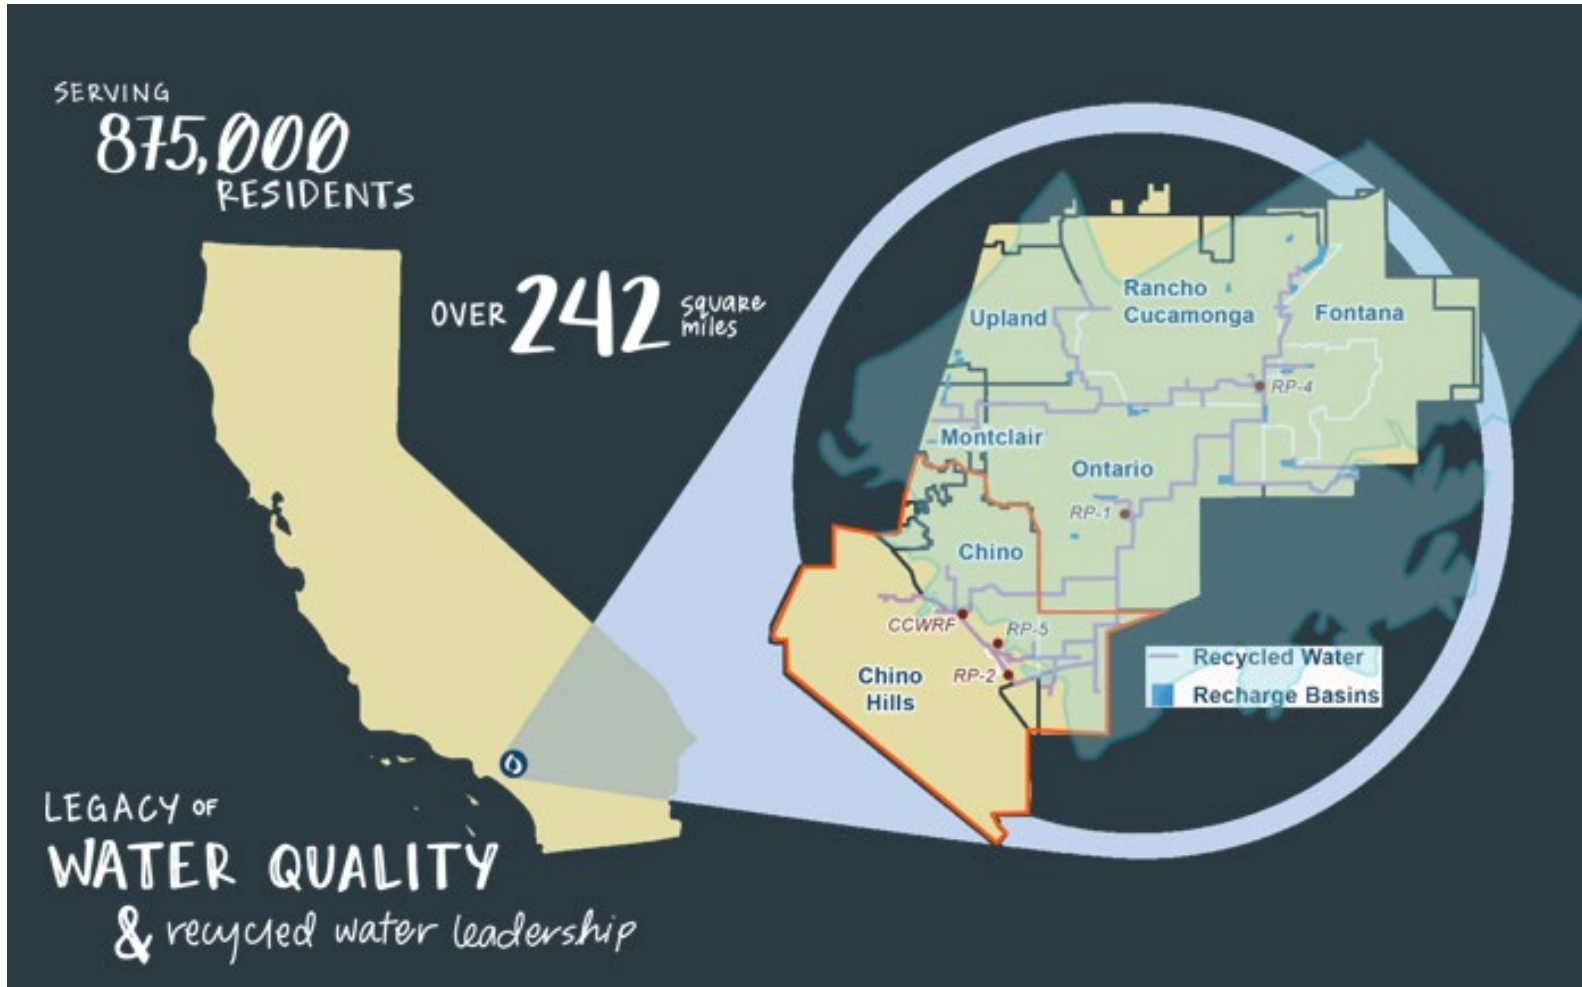 SERVING
875,000
RESIDENTS
OVER 242 square miles
LEGACY OF
WATER QUALITY
& recycled water leadership
Upland
Rancho
Cucamonga
Fontana
RP-4
Montclair
Ontario
RP-1
Chino
CCWRF
RP-5
RP-2
Chino
Hills
Recycled Water
Recharge Basins